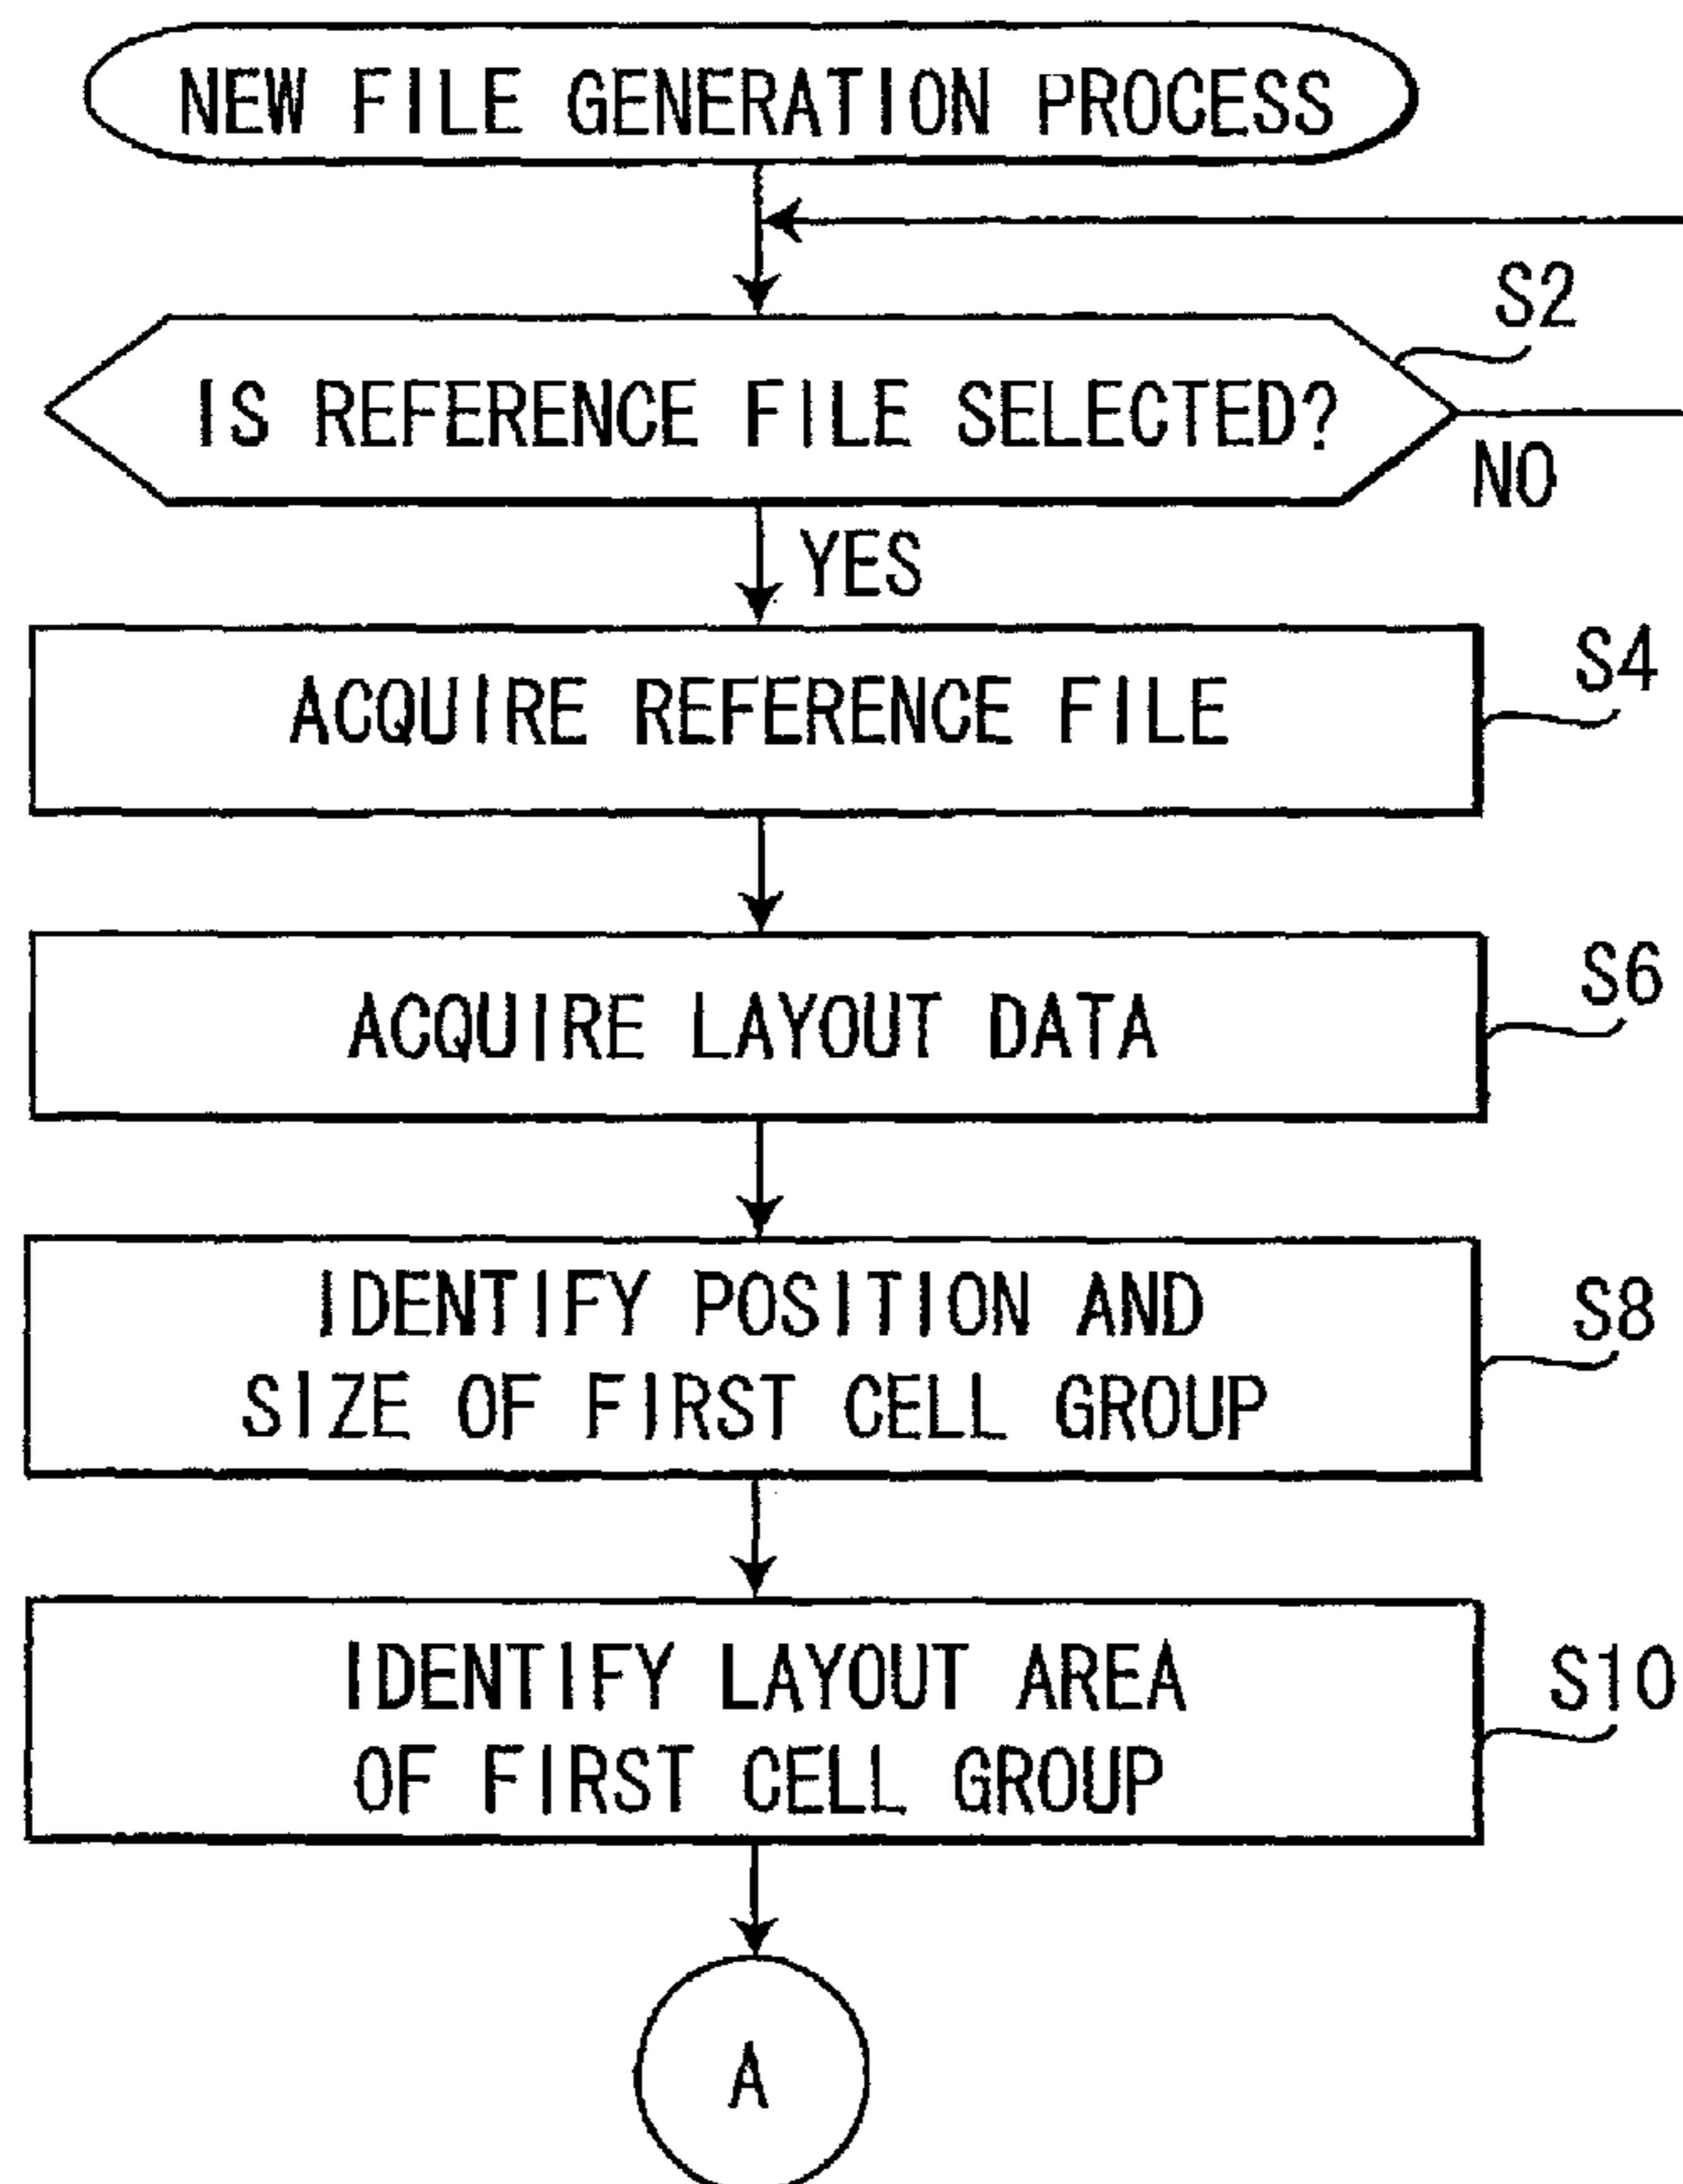 NEW FILE GENERATION PROCESS
S2
IS REFERENCE FILE SELECTED?
NO
YES
S4
ACQUIRE REFERENCE FILE
S6
ACQUIRE LAYOUT DATA
S8
IDENTIFY POSITION AND
SIZE OF FIRST CELL GROUP
S10
IDENTIFY LAYOUT AREA
OF FIRST CELL GROUP
A